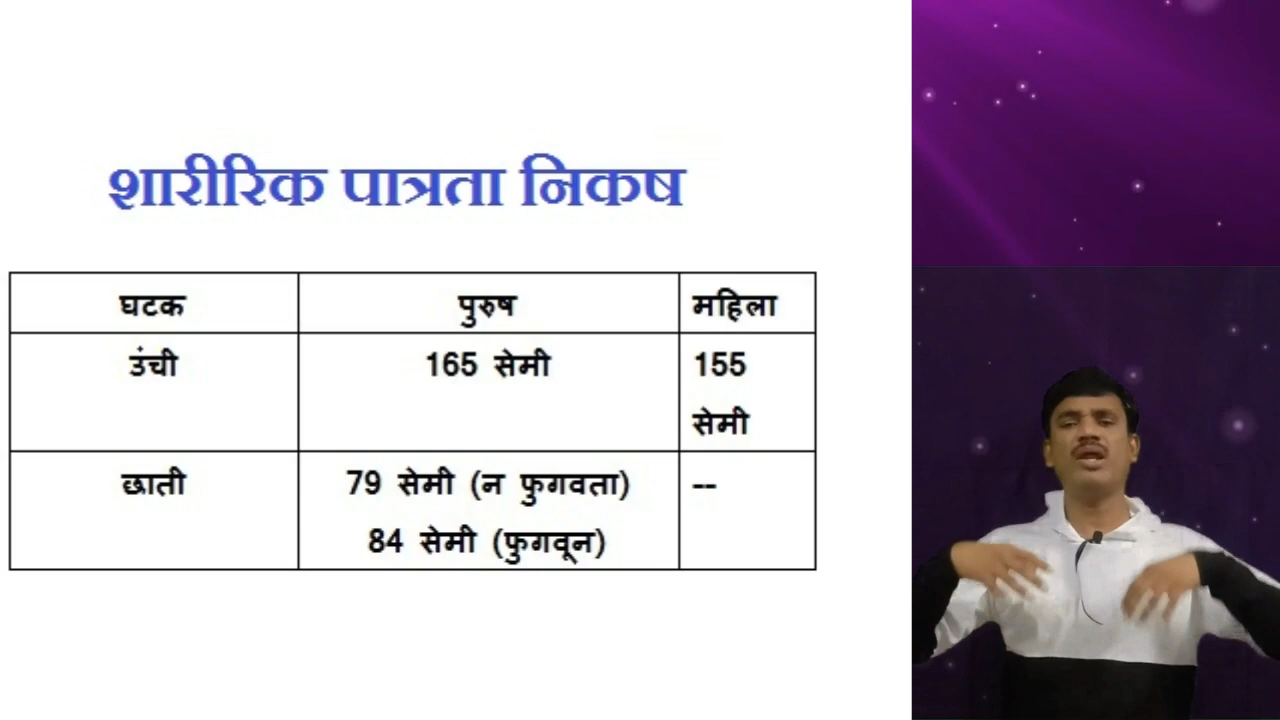 शारीरिक पात्रता निकष
घटक पुरुष महिला
उंची 165 सेमी 155
सेमी
छाती 79 सेमी (न फुगवता) --
84 सेमी (फुगवून)